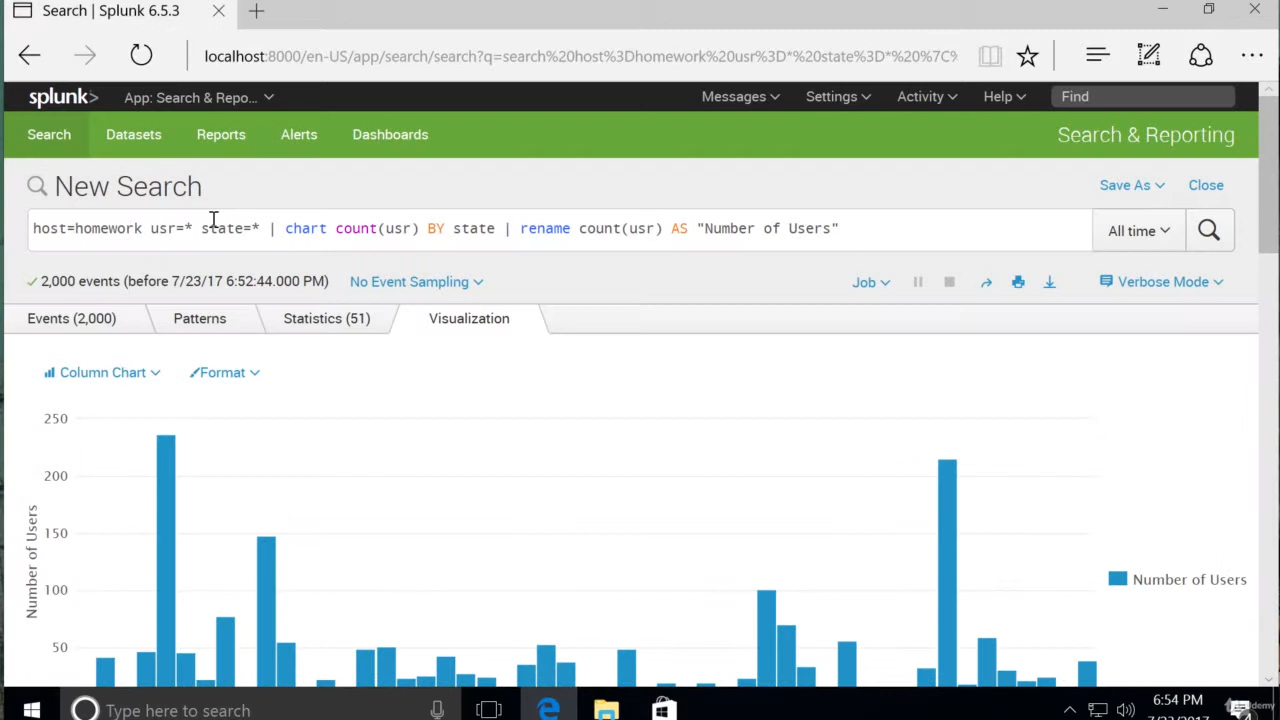 Search | Splunk 6.5.3
localhost:8000/en-US/app/search/search?q=search%20host%3Dhomework%20usr%3D*%20state%3D*%20%7C%
splunk> App: Search & Repo... Messages Settings Activity Help Find
Search Datasets Reports Alerts Dashboards Search & Reporting
New Search Save As Close
host=homework usr=* state=* | chart count(usr) BY state | rename count(usr) AS "Number of Users" All time
2,000 events (before 7/23/17 6:52:44.000 PM) No Event Sampling Job Verbose Mode
Events (2,000) Patterns Statistics (51) Visualization
Column Chart Format
250
200
150
100
50
Number of Users
Number of Users
Type here to search
6:54 PM